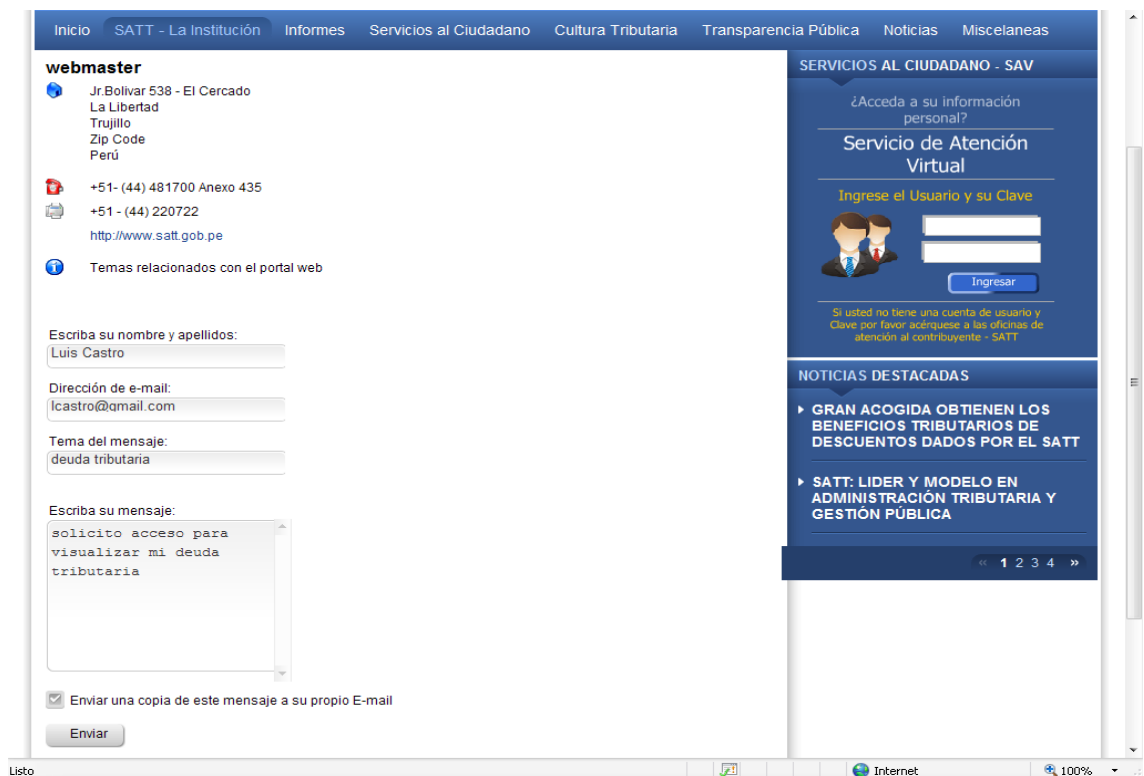 Inicio SATT - La Institución Informes Servicios al Ciudadano Cultura Tributaria Transparencia Pública Noticias Miscelaneas
webmaster
Jr.Bolivar 538 - El Cercado
La Libertad
Trujillo
Zip Code
Perú
+51- (44) 481700 Anexo 435
+51 - (44) 220722
http://www.satt.gob.pe
Temas relacionados con el portal web
Escriba su nombre y apellidos:
Luis Castro
Dirección de e-mail:
lcastro@gmail.com
Tema del mensaje:
deuda tributaria
Escriba su mensaje:
solicito acceso para
visualizar mi deuda
tributaria
Enviar una copia de este mensaje a su propio E-mail
Enviar
SERVICIOS AL CIUDADANO - SAV
¿Acceda a su información
personal?
Servicio de Atención
Virtual
Ingrese el Usuario y su Clave
Ingresar
Si usted no tiene una cuenta de usuario y
Clave por favor acérquese a las oficinas de
atención al contribuyente - SATT
NOTICIAS DESTACADAS
GRAN ACOGIDA OBTIENEN LOS
BENEFICIOS TRIBUTARIOS DE
DESCUENTOS DADOS POR EL SATT
SATT: LIDER Y MODELO EN
ADMINISTRACIÓN TRIBUTARIA Y
GESTIÓN PÚBLICA
« 1 2 3 4 »
Listo Internet 100%